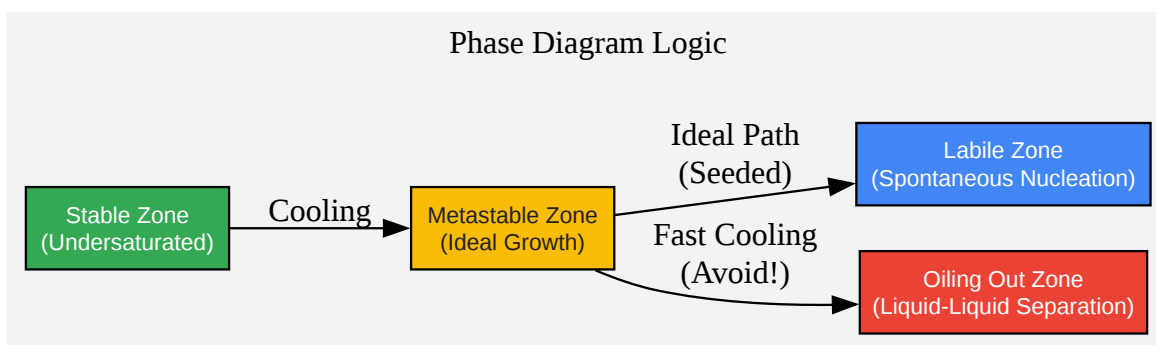 Phase Diagram Logic
Stable Zone
(Undersaturated)
Cooling
Metastable Zone
(Ideal Growth)
Ideal Path
(Seeded)
Labile Zone
(Spontaneous Nucleation)
Fast Cooling
(Avoid!)
Oiling Out Zone
(Liquid-Liquid Separation)